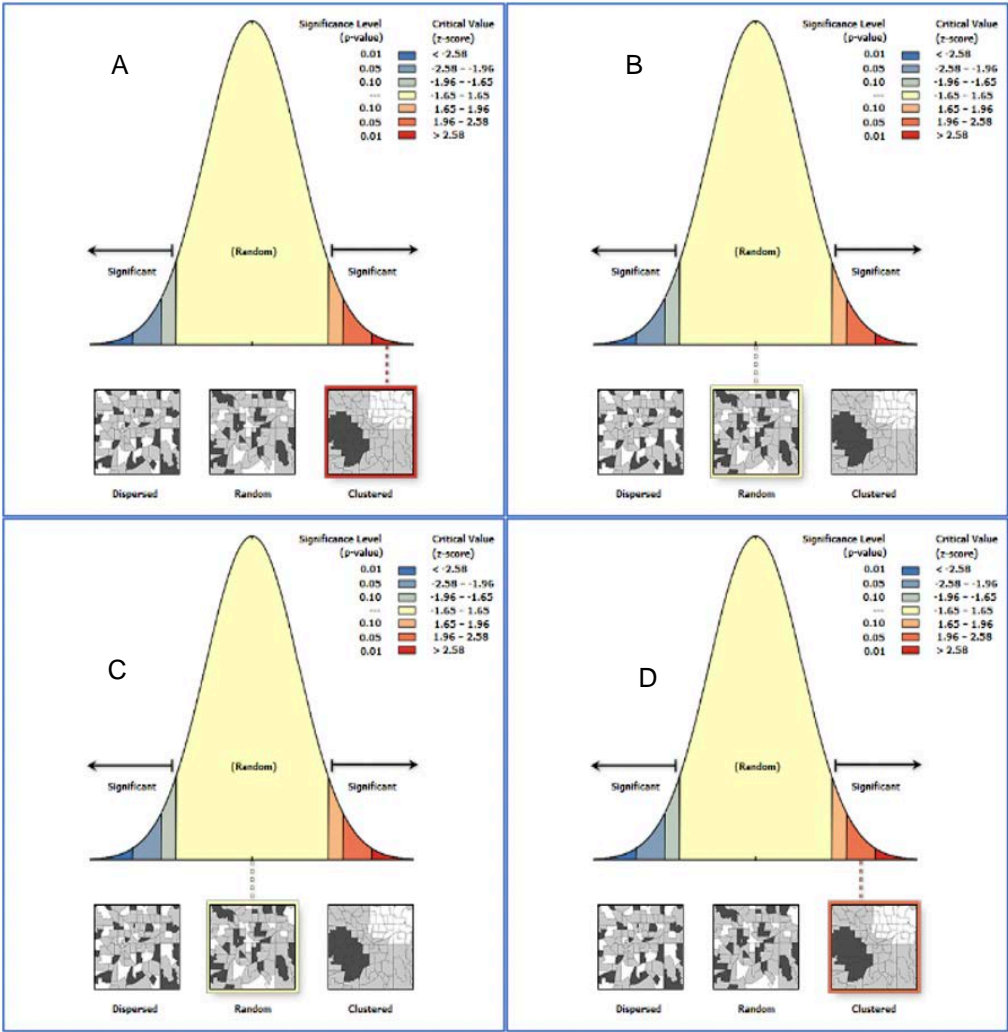 A
Significance Level (p-value) Critical Value (z-score)
0.01 < -2.58
0.05 -2.58 – -1.96
0.10 -1.96 – -1.65
--- -1.65 – 1.65
0.10 1.65 – 1.96
0.05 1.96 – 2.58
0.01 > 2.58
(Random)
Significant Significant
Dispersed Random Clustered
B
Significance Level (p-value) Critical Value (z-score)
0.01 < -2.58
0.05 -2.58 – -1.96
0.10 -1.96 – -1.65
--- -1.65 – 1.65
0.10 1.65 – 1.96
0.05 1.96 – 2.58
0.01 > 2.58
(Random)
Significant Significant
Dispersed Random Clustered
C
Significance Level (p-value) Critical Value (z-score)
0.01 < -2.58
0.05 -2.58 – -1.96
0.10 -1.96 – -1.65
--- -1.65 – 1.65
0.10 1.65 – 1.96
0.05 1.96 – 2.58
0.01 > 2.58
(Random)
Significant Significant
Dispersed Random Clustered
D
Significance Level (p-value) Critical Value (z-score)
0.01 < -2.58
0.05 -2.58 – -1.96
0.10 -1.96 – -1.65
--- -1.65 – 1.65
0.10 1.65 – 1.96
0.05 1.96 – 2.58
0.01 > 2.58
(Random)
Significant Significant
Dispersed Random Clustered